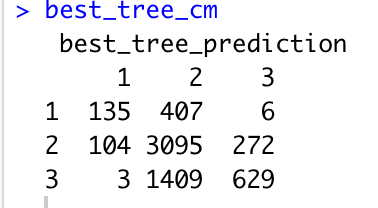 > best_tree_cm
best_tree_prediction
1 2 3
1 135 407 6
2 104 3095 272
3 3 1409 629